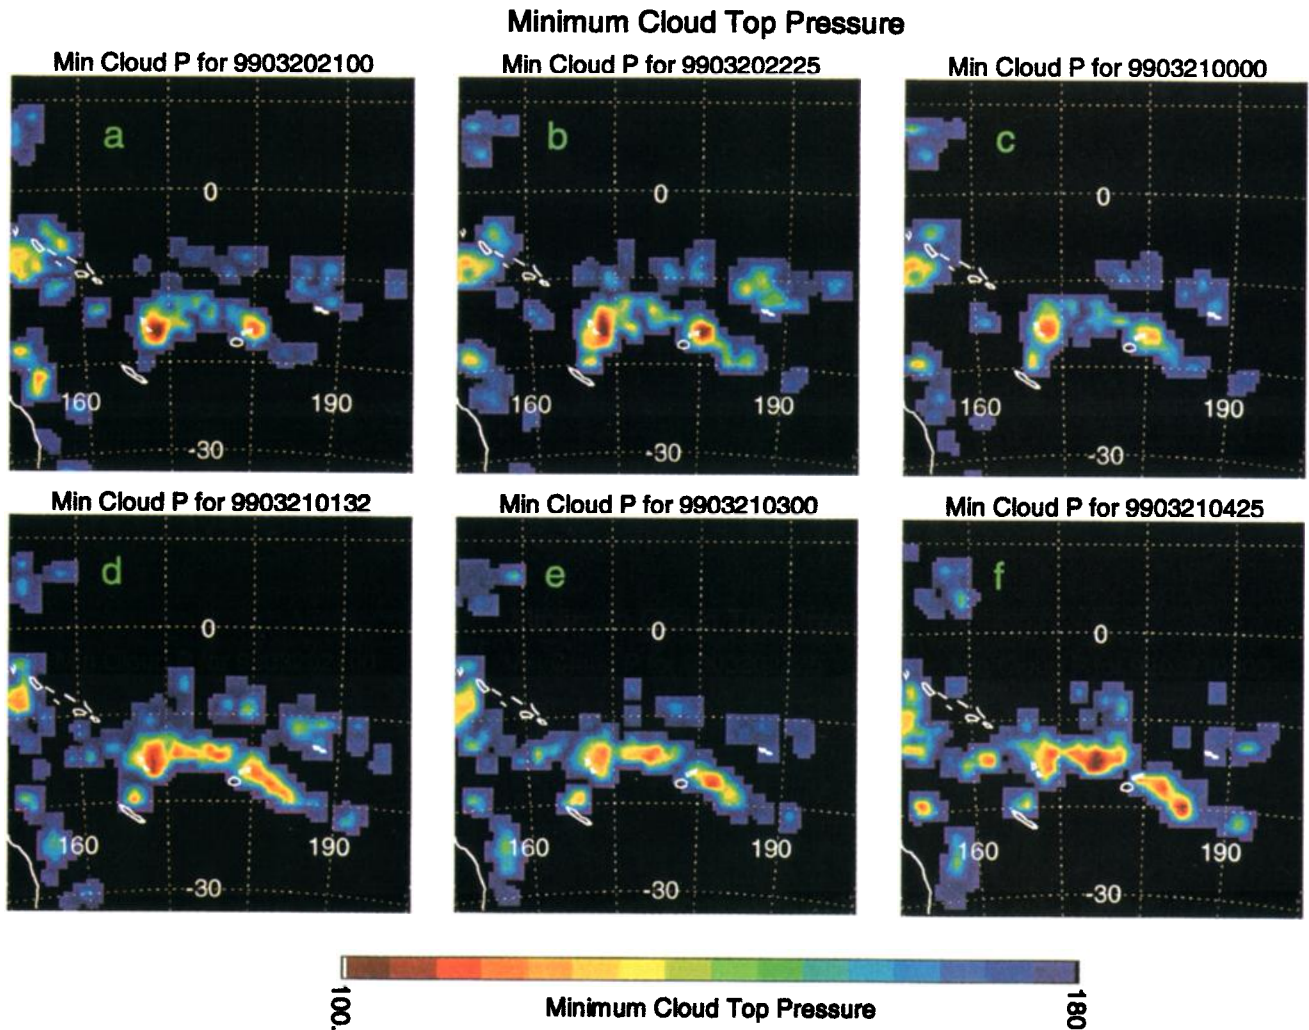 Minimum Cloud Top Pressure
Min Cloud P for 9903202100
Min Cloud P for 9903202225
Min Cloud P for 9903210000
a
b
c
0
0
0
160
190
160
190
160
190
-30
-30
-30
Min Cloud P for 9903210132
Min Cloud P for 9903210300
Min Cloud P for 9903210425
d
e
f
0
0
0
160
190
160
190
160
190
-30
-30
-30
100.
Minimum Cloud Top Pressure
180